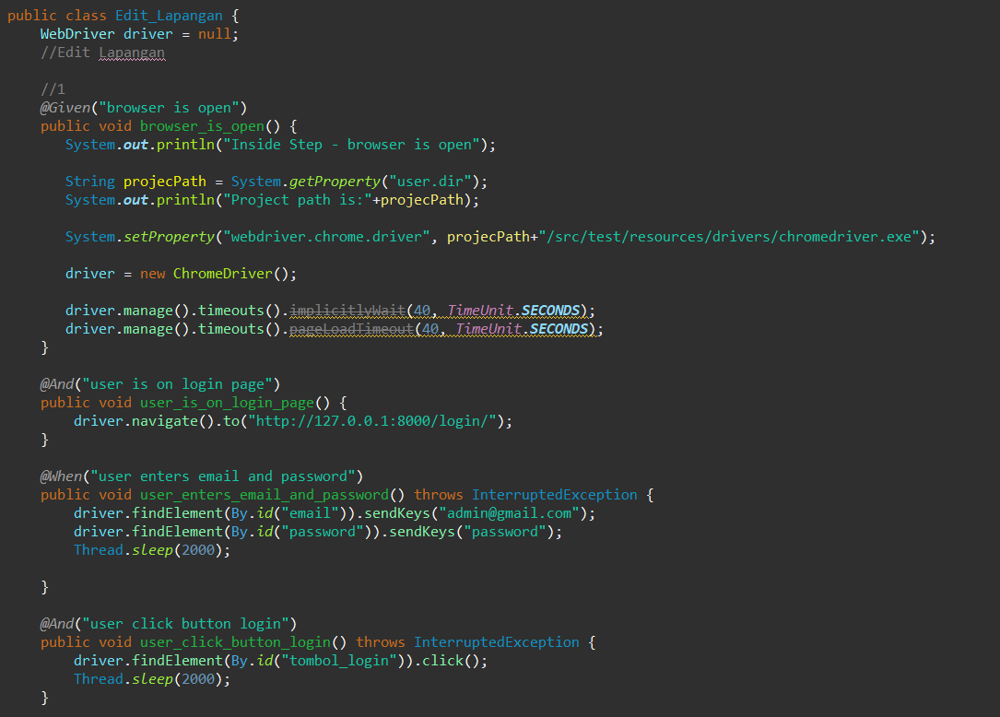 public class Edit_Lapangan {
    WebDriver driver = null;
    //Edit Lapangan
    //1
    @Given("browser is open")
    public void browser_is_open() {
       System.out.println("Inside Step - browser is open");
       String projecPath = System.getProperty("user.dir");
       System.out.println("Project path is:"+projecPath);
       System.setProperty("webdriver.chrome.driver", projecPath+"/src/test/resources/drivers/chromedriver.exe");
       driver = new ChromeDriver();
       driver.manage().timeouts().implicitlyWait(40, TimeUnit.SECONDS);
       driver.manage().timeouts().pageLoadTimeout(40, TimeUnit.SECONDS);
    }
    @And("user is on login page")
    public void user_is_on_login_page() {
        driver.navigate().to("http://127.0.0.1:8000/login/");
    }
    @When("user enters email and password")
    public void user_enters_email_and_password() throws InterruptedException {
        driver.findElement(By.id("email")).sendKeys("admin@gmail.com");
        driver.findElement(By.id("password")).sendKeys("password");
        Thread.sleep(2000);
    }
    @And("user click button login")
    public void user_click_button_login() throws InterruptedException {
        driver.findElement(By.id("tombol_login")).click();
        Thread.sleep(2000);
    }